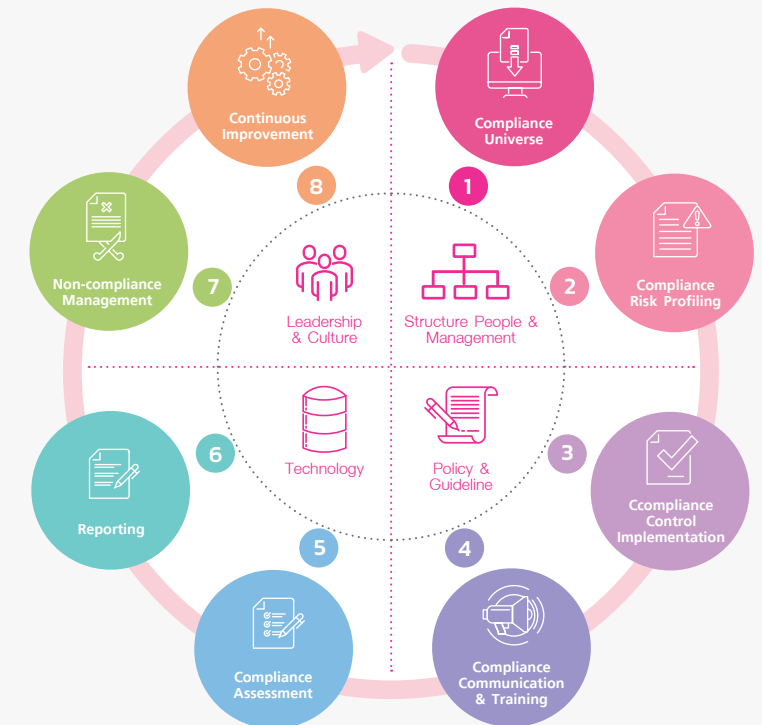 Compliance
Universe
1
Compliance
Risk Profiling
2
Ccompliance
Control
Implementation
3
Compliance
Communication
& Training
4
Compliance
Assessment
5
Reporting
6
Non-compliance
Management
7
Continuous
Improvement
8
Leadership
& Culture
Structure People &
Management
Technology
Policy &
Guideline